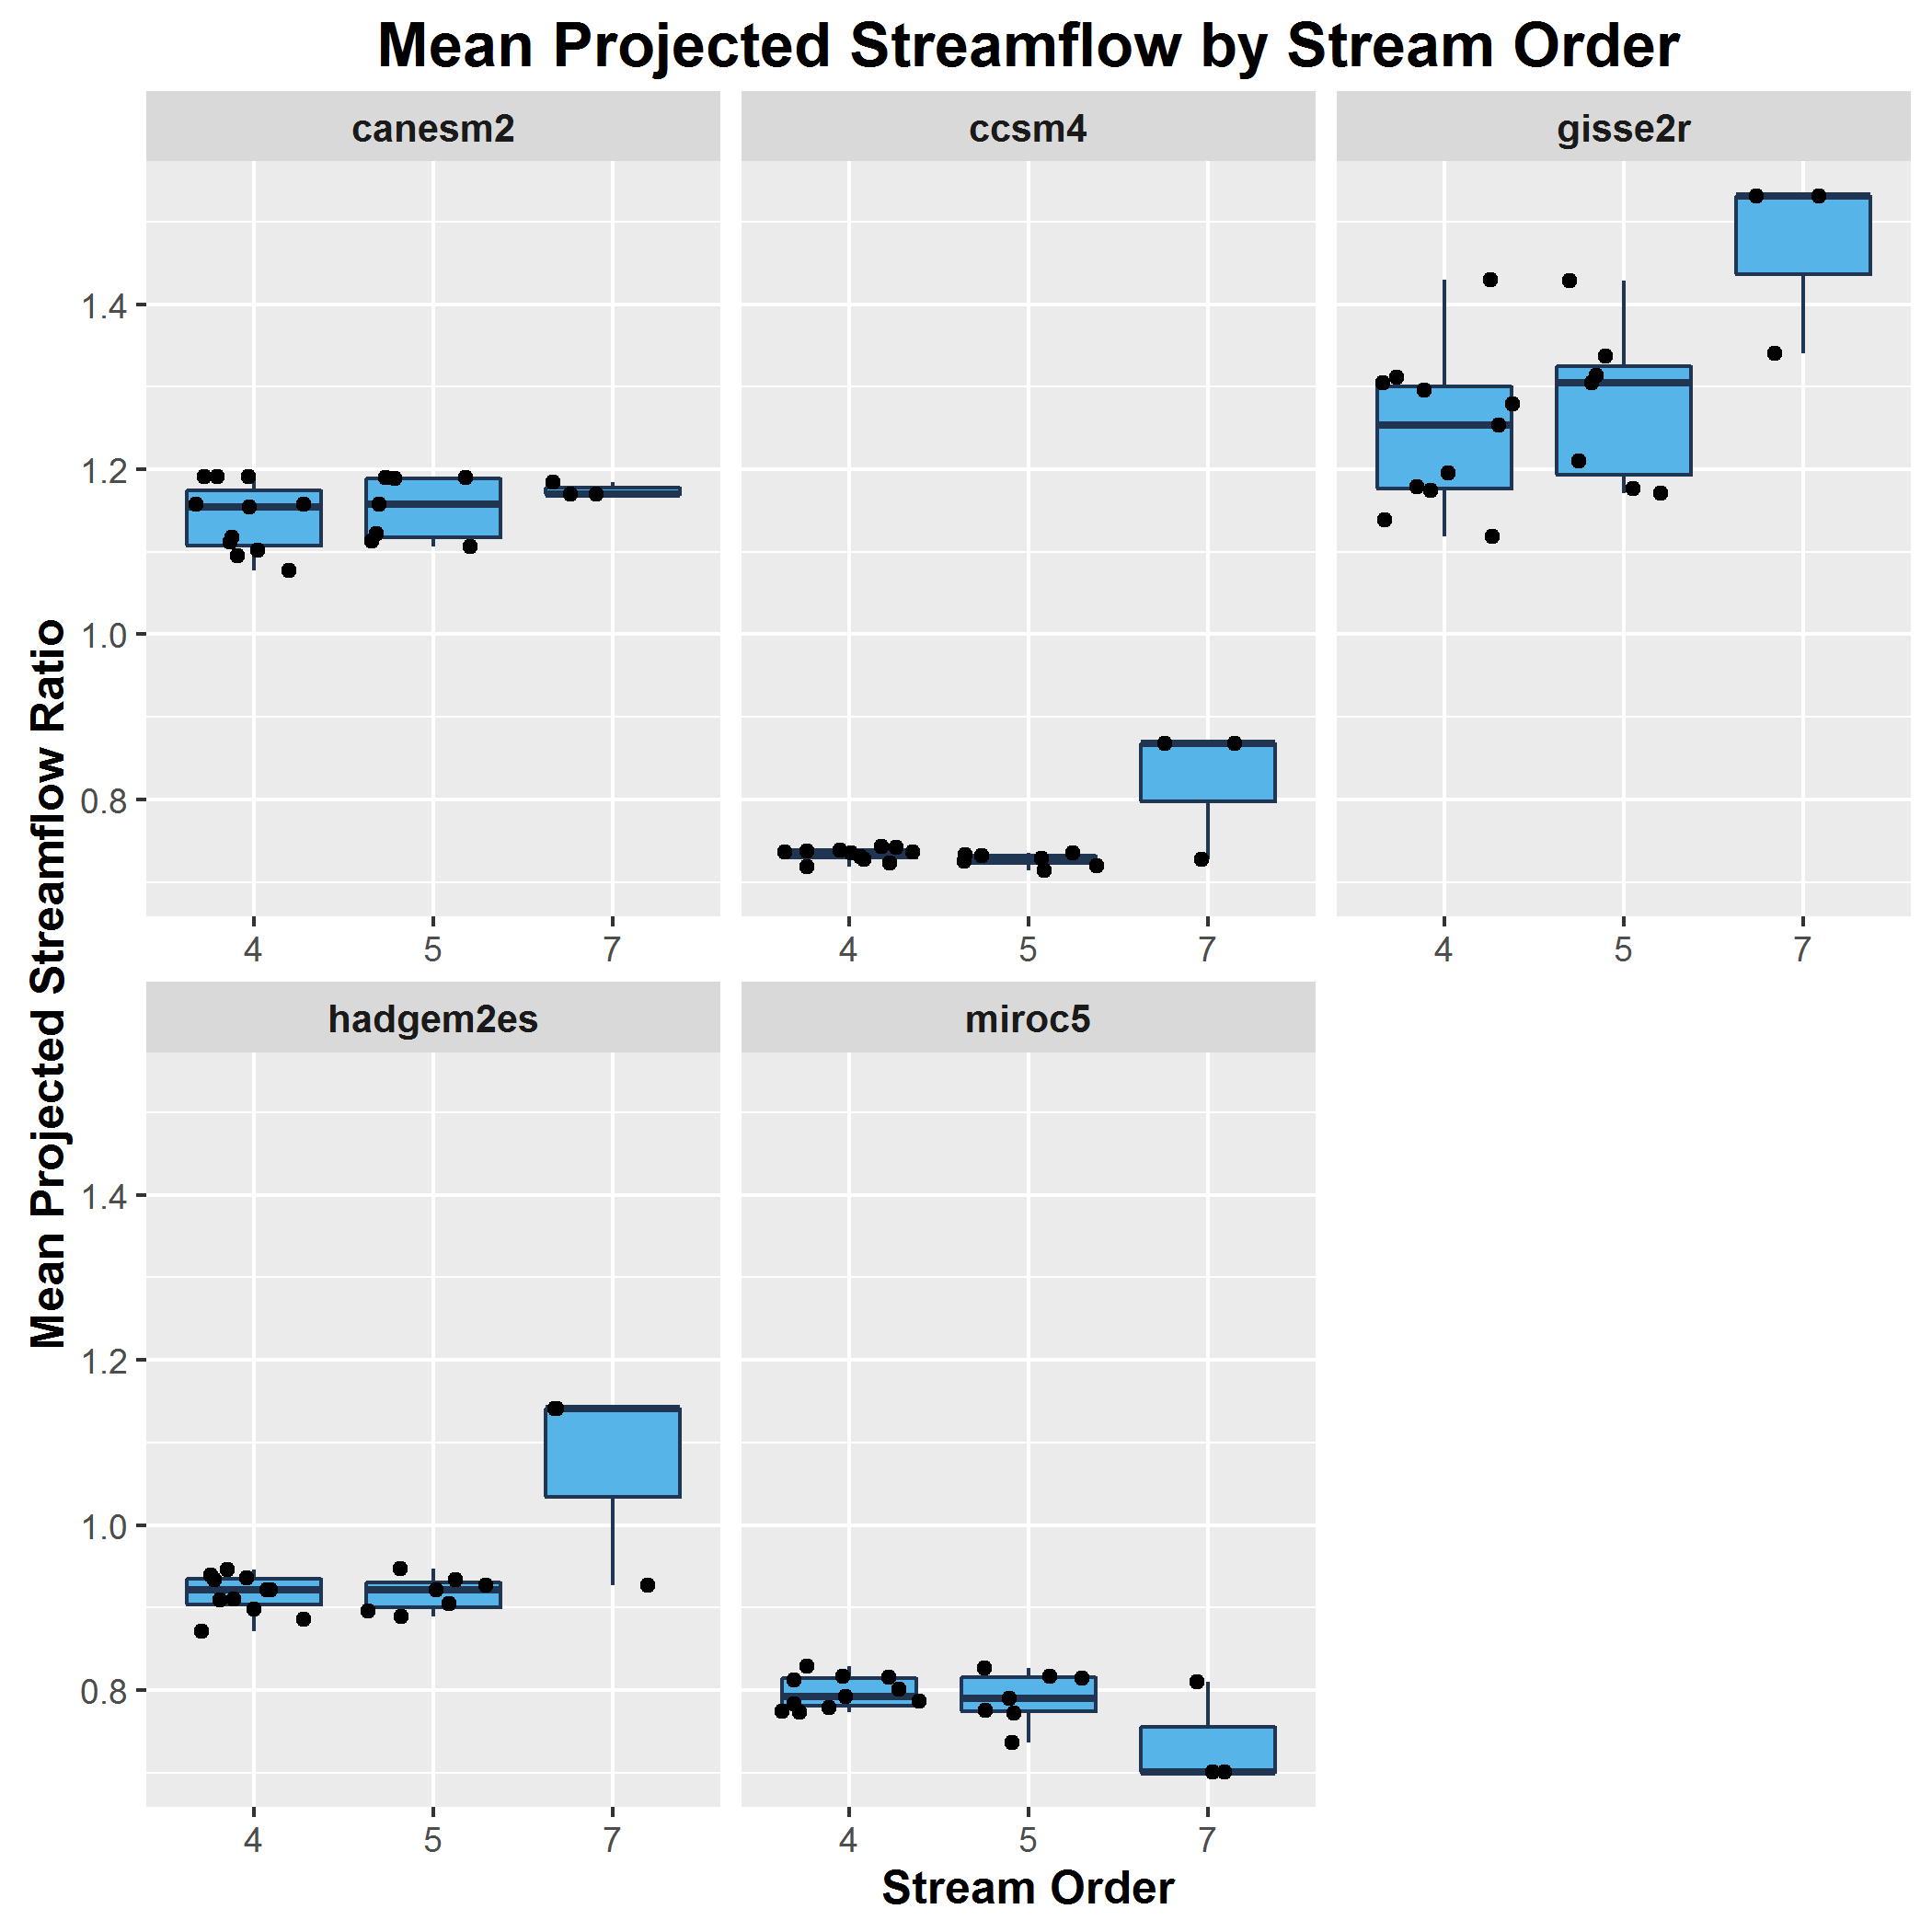 Mean Projected Streamflow by Stream Order
canesm2 ccsm4 gisse2r
1.4
1.2
1.0
0.8
4 5 7 4 5 7 4 5 7
Mean Projected Streamflow Ratio
hadgem2es miroc5
1.4
1.2
1.0
0.8
4 5 7 4 5 7
Stream Order